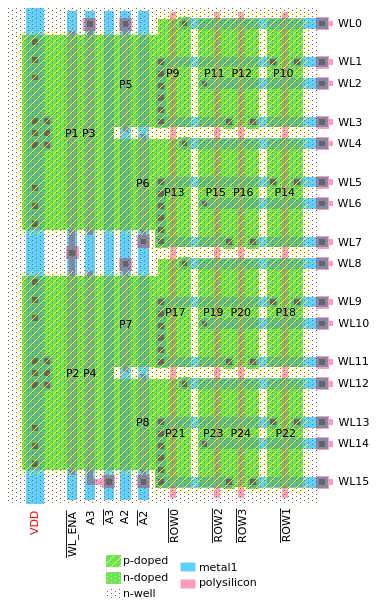 WL0
P9 P11 P12 P10
WL1
P5
WL2
WL3
P1 P3
WL4
P6
WL5
P13 P15 P16 P14
WL6
WL7
WL8
WL9
P17 P19 P20 P18
P7
WL10
WL11
P2 P4
WL12
P8
WL13
P21 P23 P24 P22
WL14
WL15
VDD
WL_ENA
A3
A3
A2
A2
ROW0
ROW2
ROW3
ROW1
p-doped
n-doped
n-well
metal1
polysilicon